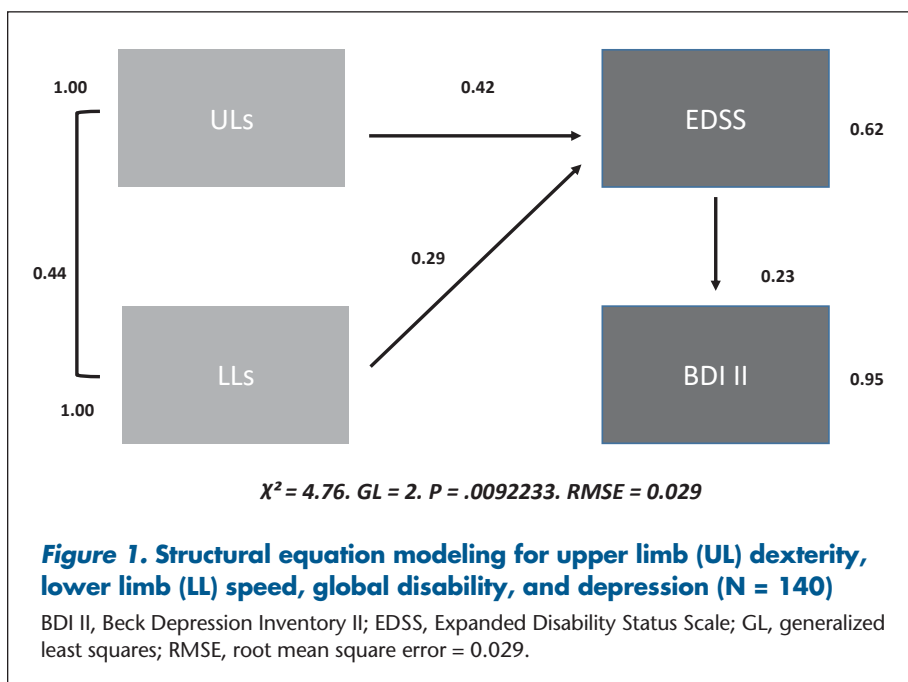 1.00
ULs
0.42
EDSS
0.62
0.44
0.29
0.23
LLs
1.00
BDI II
0.95
X² = 4.76. GL = 2. P = .0092233. RMSE = 0.029
Figure 1. Structural equation modeling for upper limb (UL) dexterity,
lower limb (LL) speed, global disability, and depression (N = 140)
BDI II, Beck Depression Inventory II; EDSS, Expanded Disability Status Scale; GL, generalized
least squares; RMSE, root mean square error = 0.029.